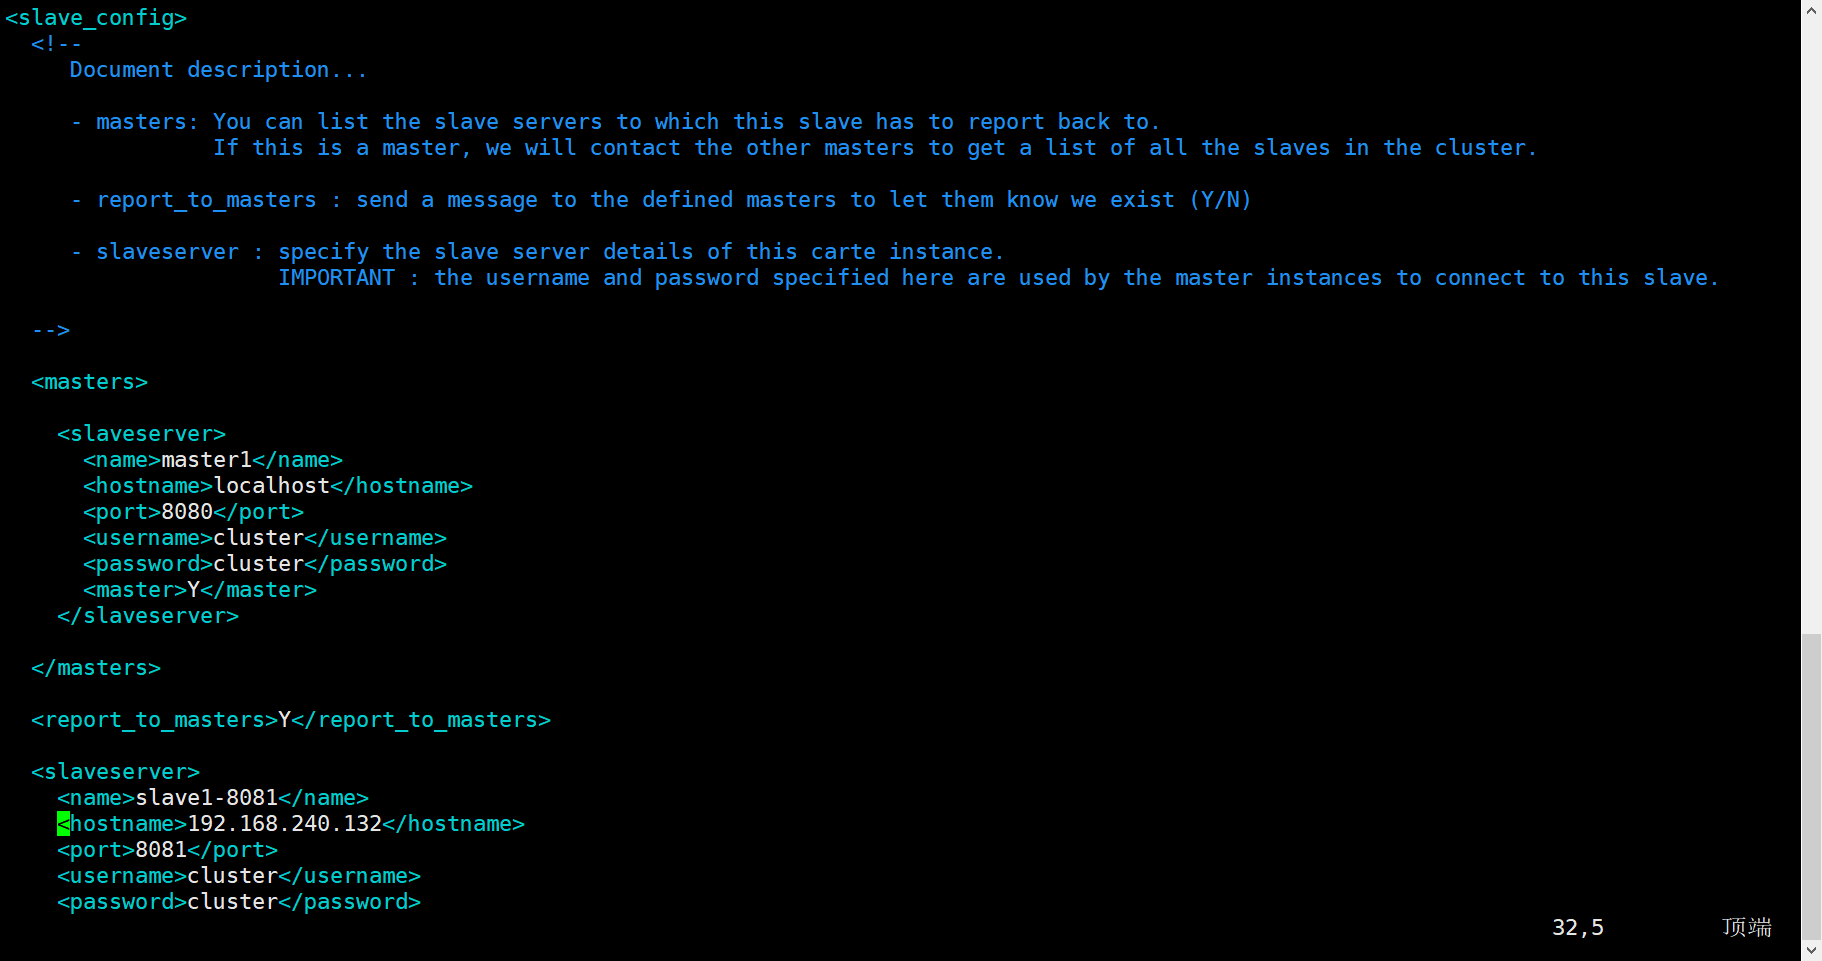 <slave_config>
<!--
Document description...
- masters: You can list the slave servers to which this slave has to report back to.
If this is a master, we will contact the other masters to get a list of all the slaves in the cluster.
- report_to_masters : send a message to the defined masters to let them know we exist (Y/N)
- slaveserver : specify the slave server details of this carte instance.
IMPORTANT : the username and password specified here are used by the master instances to connect to this slave.
-->
<masters>
<slaveserver>
<name>master1</name>
<hostname>localhost</hostname>
<port>8080</port>
<username>cluster</username>
<password>cluster</password>
<master>Y</master>
</slaveserver>
</masters>
<report_to_masters>Y</report_to_masters>
<slaveserver>
<name>slave1-8081</name>
<hostname>192.168.240.132</hostname>
<port>8081</port>
<username>cluster</username>
<password>cluster</password>
32,5 顶端